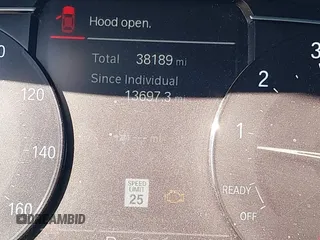 Hood open.
Total 38189 mi
Since Individual
13697.3 mi
120
140
160
SPEED
LIMIT
25
3
2
1
READY
OFF
DREAMBID